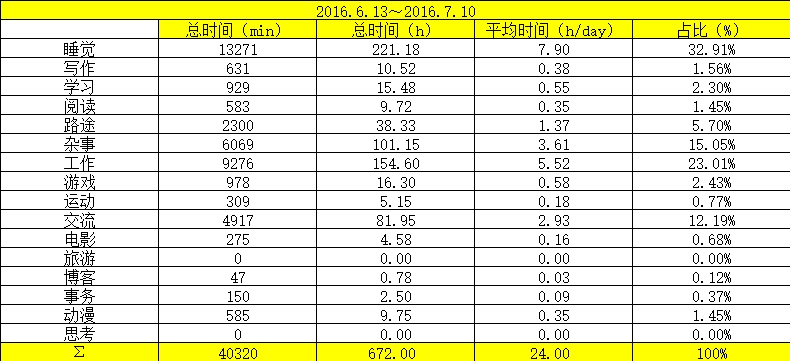 2016.6.13～2016.7.10
总时间（min） 总时间（h） 平均时间（h/day） 占比（%）
睡觉 13271 221.18 7.90 32.91%
写作 631 10.52 0.38 1.56%
学习 929 15.48 0.55 2.30%
阅读 583 9.72 0.35 1.45%
路途 2300 38.33 1.37 5.70%
杂事 6069 101.15 3.61 15.05%
工作 9276 154.60 5.52 23.01%
游戏 978 16.30 0.58 2.43%
运动 309 5.15 0.18 0.77%
交流 4917 81.95 2.93 12.19%
电影 275 4.58 0.16 0.68%
旅游 0 0.00 0.00 0.00%
博客 47 0.78 0.03 0.12%
事务 150 2.50 0.09 0.37%
动漫 585 9.75 0.35 1.45%
思考 0 0.00 0.00 0.00%
Σ 40320 672.00 24.00 100%